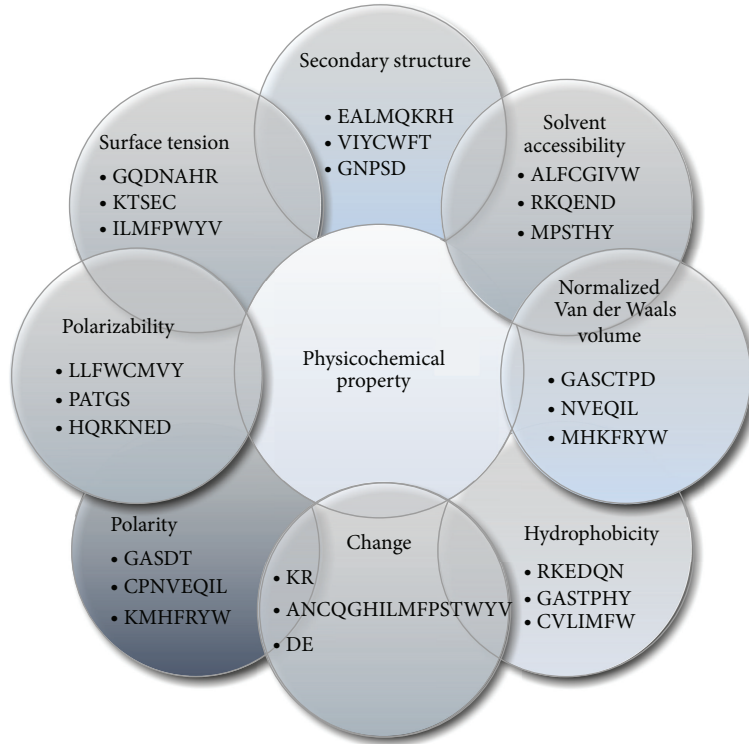 Secondary structure
• EALMQKRH
• VIYCWFT
• GNPSD
Solvent
accessibility
• ALFCGIVW
• RKQEND
• MPSTHY
Normalized
Van der Waals
volume
• GASCTPD
• NVEQIL
• MHKFRYW
Hydrophobicity
• RKEDQN
• GASTPHY
• CVLIMFW
Change
• KR
• ANCQGHILMFPSTWYV
• DE
Polarity
• GASDT
• CPNVEQIL
• KMHFRYW
Polarizability
• LLFWCMVY
• PATGS
• HQRKNED
Surface tension
• GQDNAHR
• KTSEC
• ILMFPWYV
Physicochemical
property